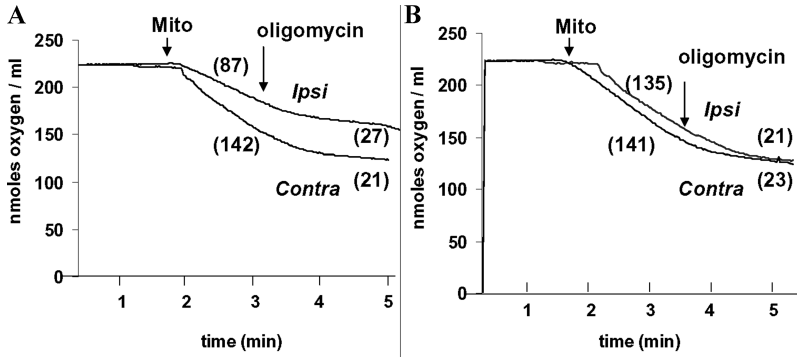 A
Mito
oligomycin
250
200
150
100
50
0
nmoles oxygen / ml
(87)
Ipsi
(142)
(27)
Contra
(21)
1 2 3 4 5
time (min)
B
Mito
oligomycin
250
200
150
100
50
0
nmoles oxygen / ml
(135)
Ipsi
(141)
(21)
Contra
(23)
1 2 3 4 5
time (min)